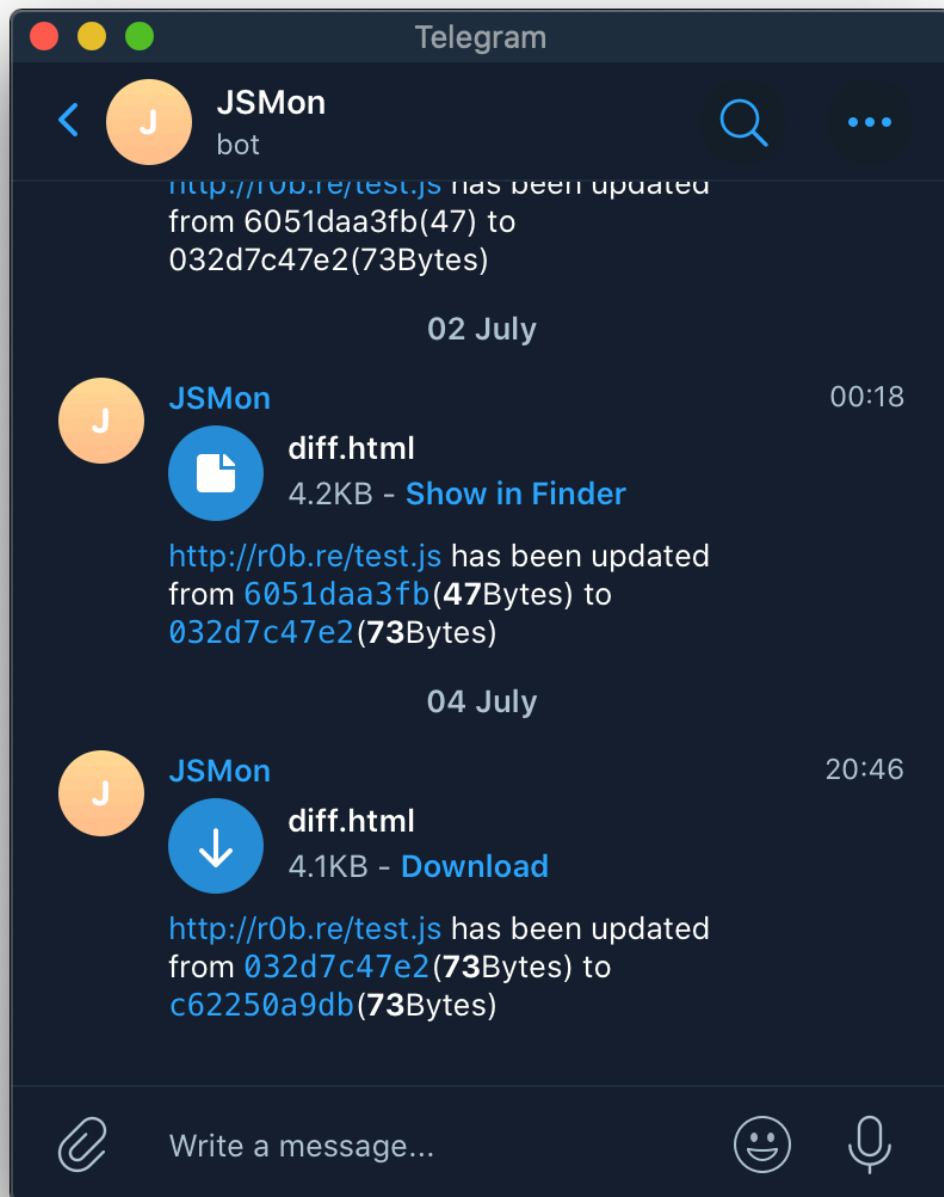 Telegram
J
JSMon
bot
http://r0b.re/test.js has been updated
from 6051daa3fb(47) to
032d7c47e2(73Bytes)
02 July
J
JSMon
00:18
diff.html
4.2KB - Show in Finder
http://r0b.re/test.js has been updated
from 6051daa3fb(47Bytes) to
032d7c47e2(73Bytes)
04 July
J
JSMon
20:46
diff.html
4.1KB - Download
http://r0b.re/test.js has been updated
from 032d7c47e2(73Bytes) to
c62250a9db(73Bytes)
Write a message...